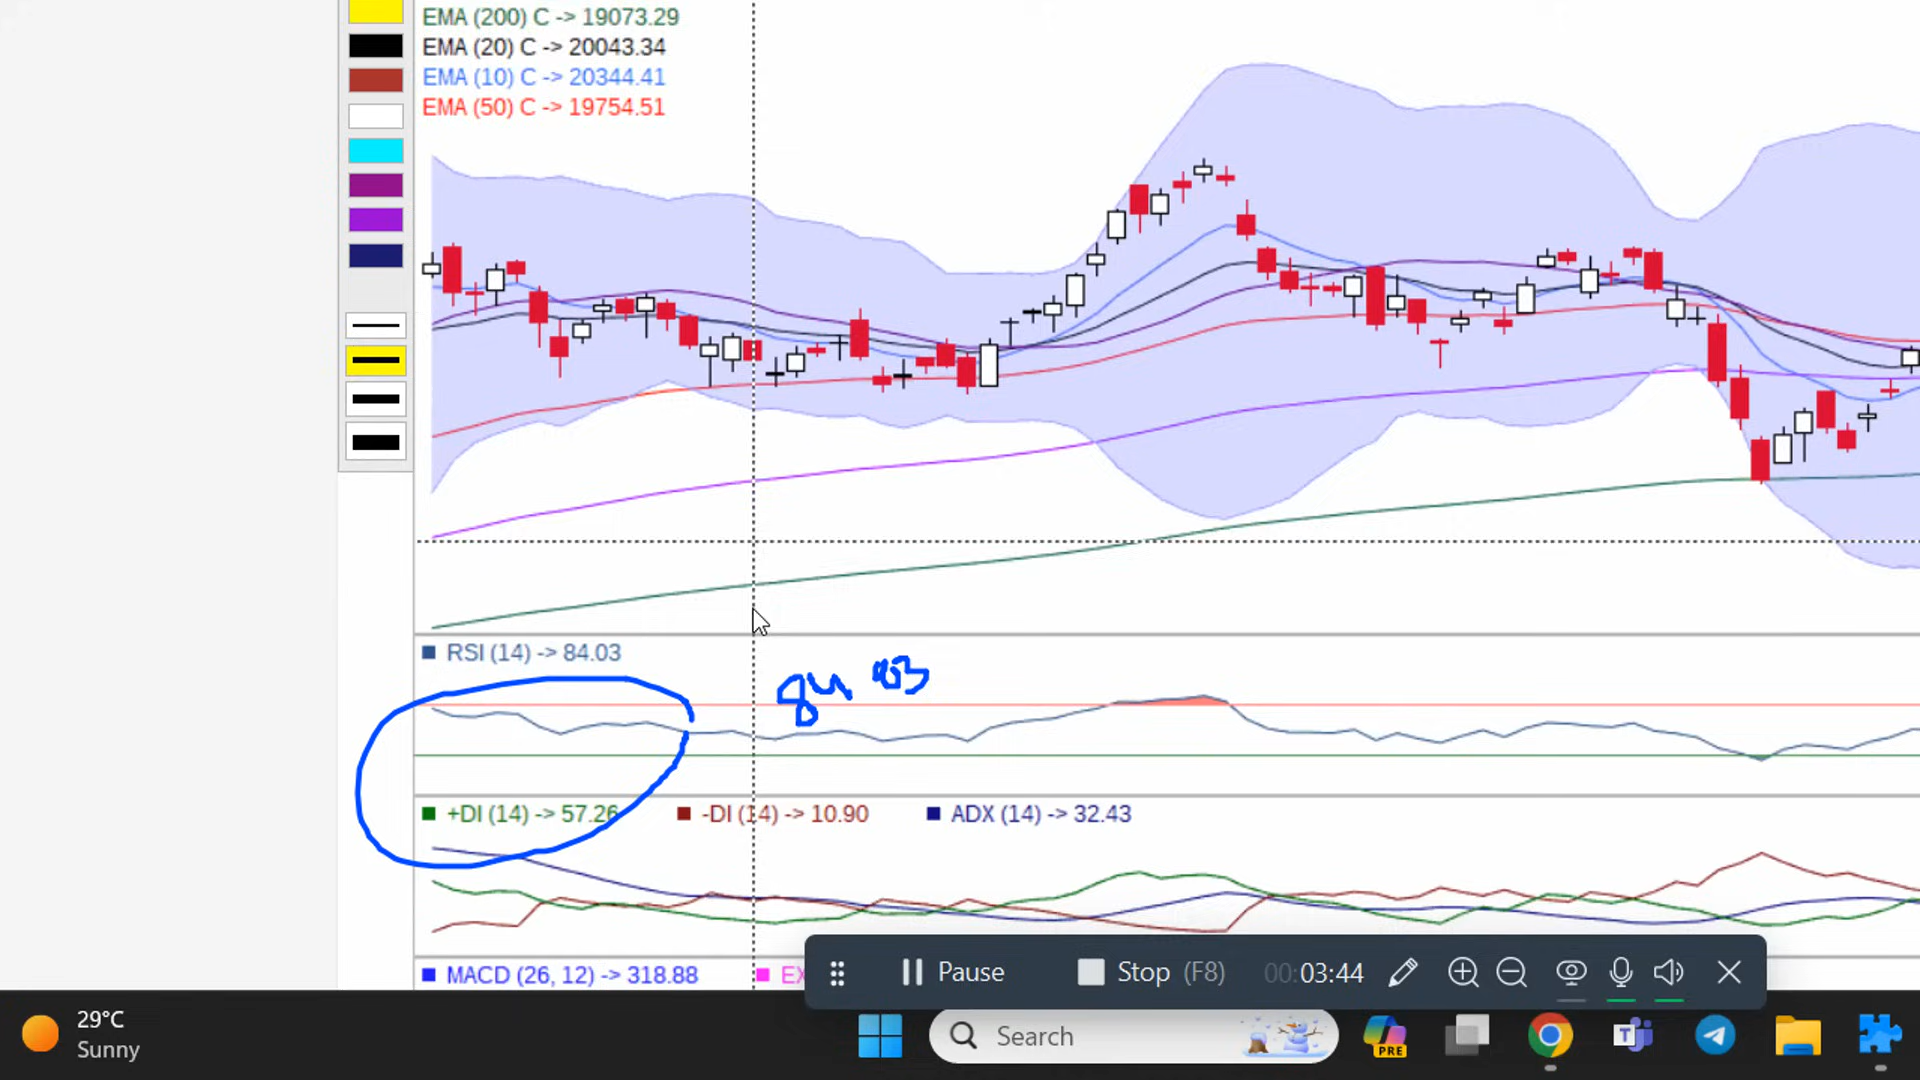 EMA (200) C -> 19073.29
EMA (20) C -> 20043.34
EMA (10) C -> 20344.41
EMA (50) C -> 19754.51
RSI (14) -> 84.03
84 03
+DI (14) -> 57.26 -DI (14) -> 10.90 ADX (14) -> 32.43
MACD (26, 12) -> 318.88 EX
Pause Stop (F8) 00:03:44
29°C
Sunny
Search
PRE